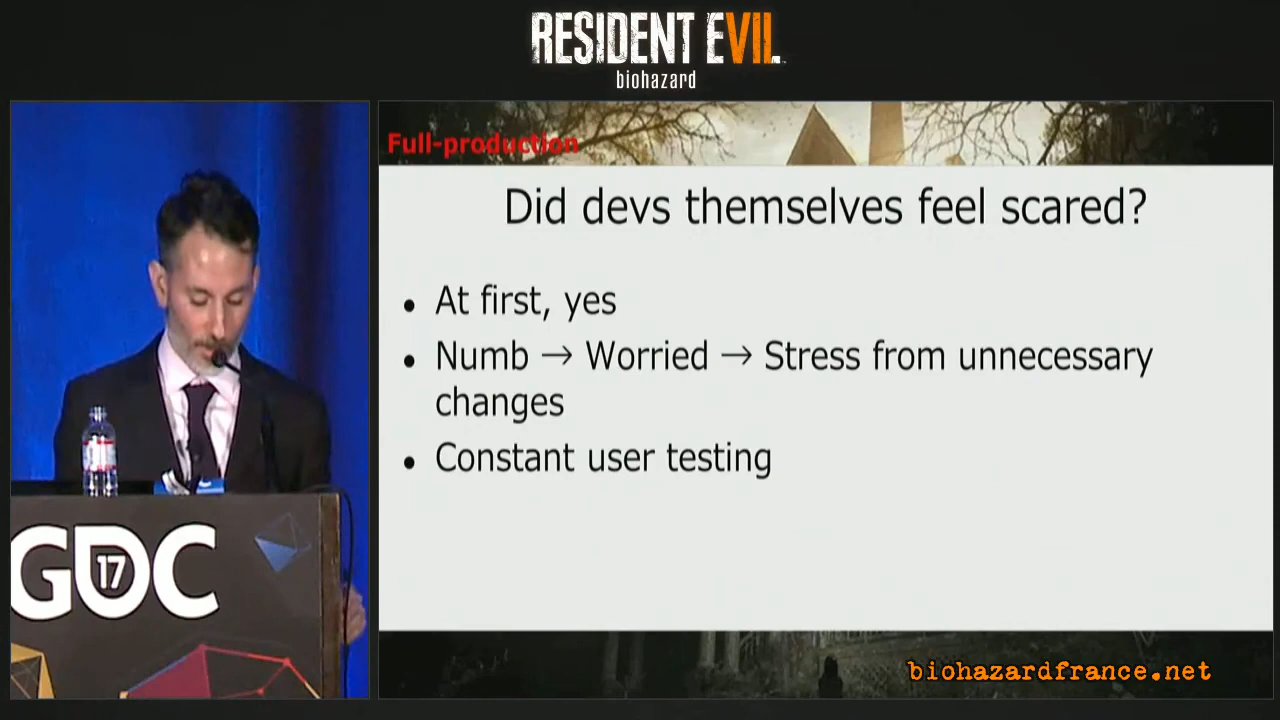 RESIDENT EVII.
biohazard
Full-production
Did devs themselves feel scared?
• At first, yes
• Numb → Worried → Stress from unnecessary
changes
• Constant user testing
GDC
17
biohazardfrance.net